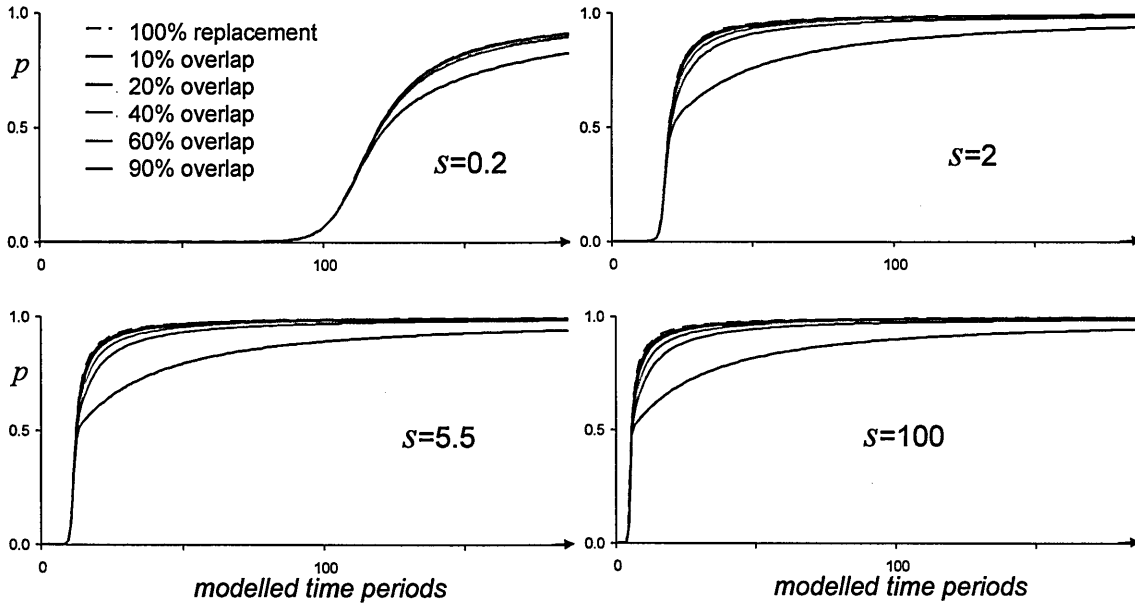 1.0
p
0.5
0.0
100% replacement
10% overlap
20% overlap
40% overlap
60% overlap
90% overlap
s=0.2
0
100
1.0
0.5
0.0
s=2
0
100
1.0
p
0.5
0.0
s=5.5
0
100
modelled time periods
1.0
0.5
0.0
s=100
0
100
modelled time periods